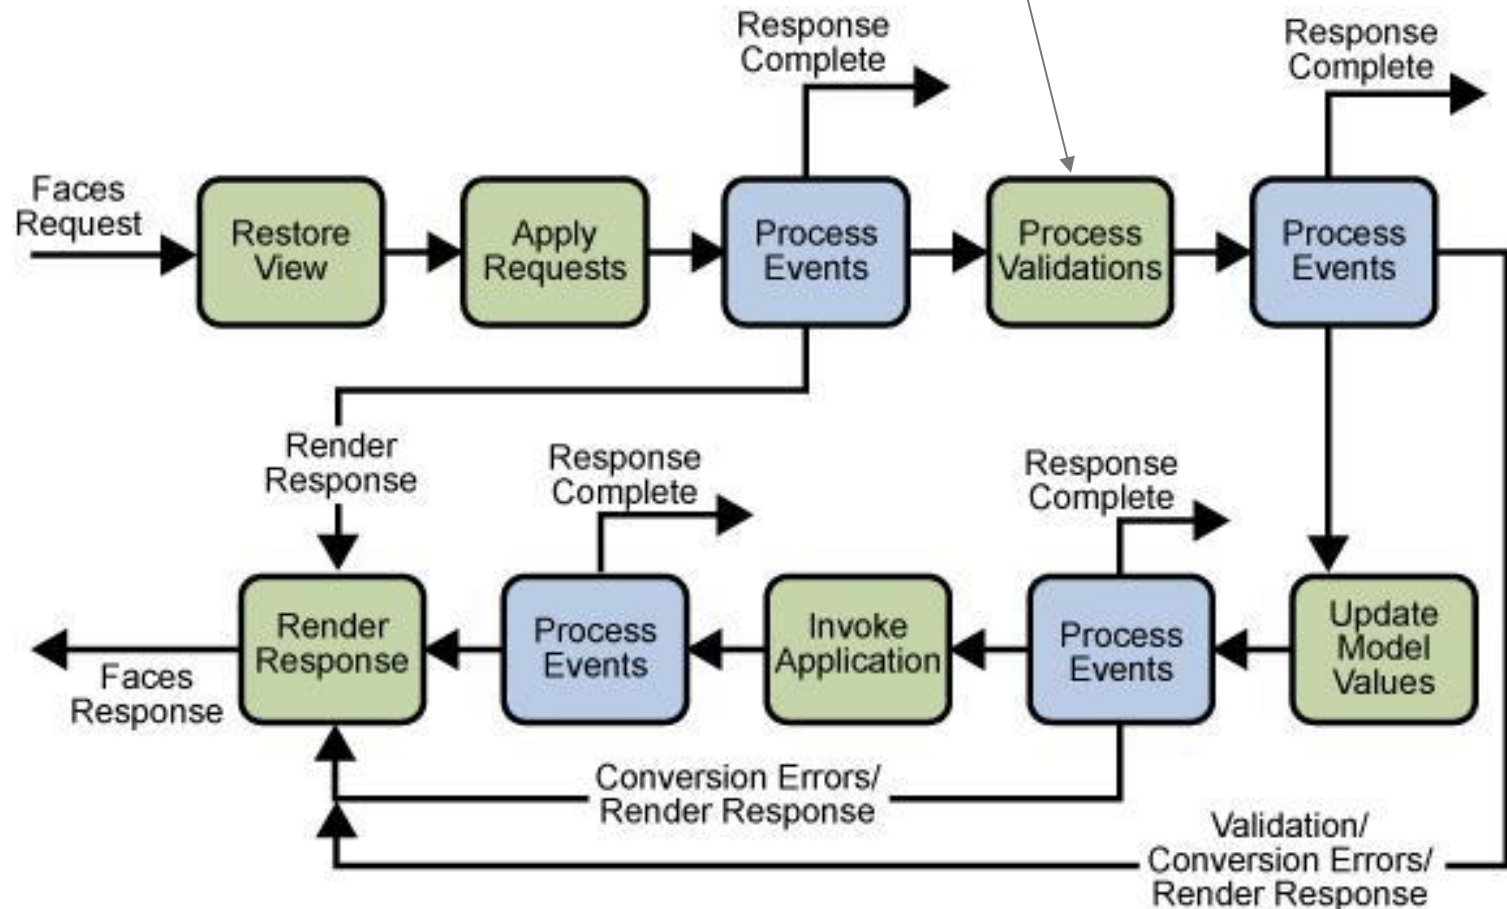 Response
Complete
Response
Complete
Faces
Request
Restore
View
Apply
Requests
Process
Events
Process
Validations
Process
Events
Render
Response
Response
Complete
Response
Complete
Render
Response
Process
Events
Invoke
Application
Process
Events
Update
Model
Values
Faces
Response
Conversion Errors/
Render Response
Validation/
Conversion Errors/
Render Response